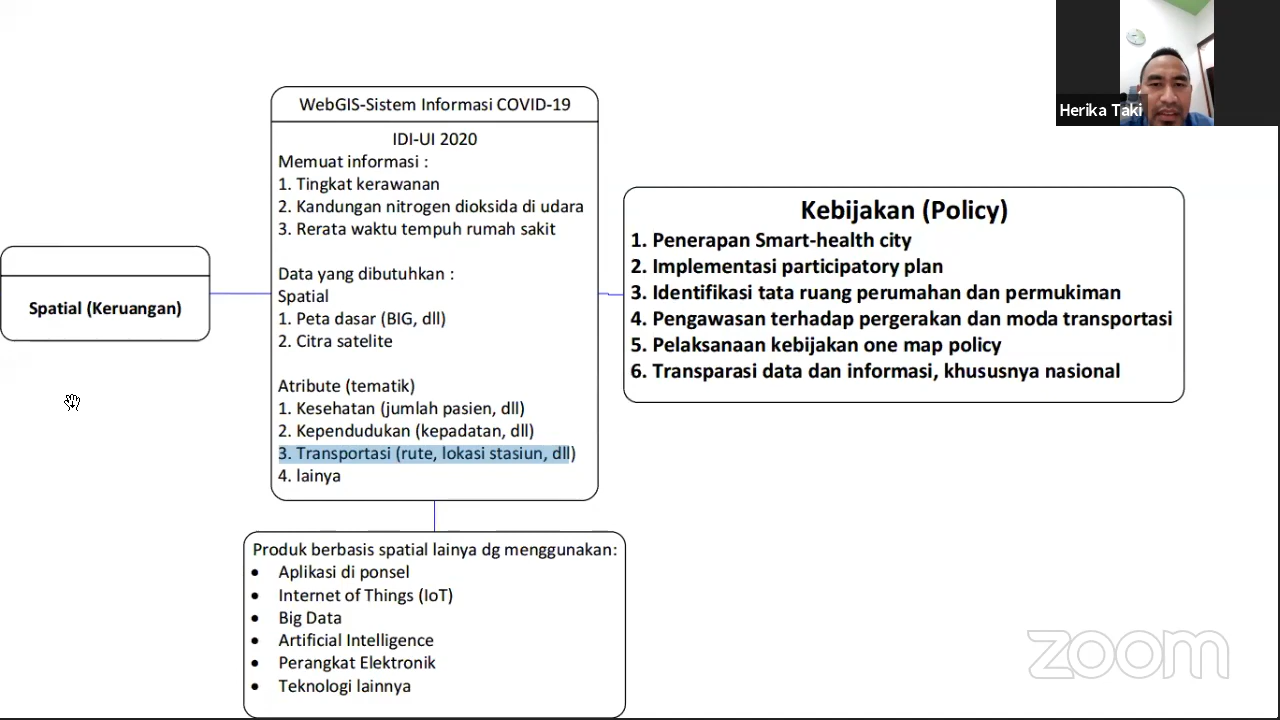 Herika Taki
WebGIS-Sistem Informasi COVID-19
IDI-UI 2020
Memuat informasi :
1. Tingkat kerawanan
2. Kandungan nitrogen dioksida di udara
3. Rerata waktu tempuh rumah sakit
Data yang dibutuhkan :
Spatial
1. Peta dasar (BIG, dll)
2. Citra satelite
Atribute (tematik)
1. Kesehatan (jumlah pasien, dll)
2. Kependudukan (kepadatan, dll)
3. Transportasi (rute, lokasi stasiun, dll)
4. lainya
Spatial (Keruangan)
Kebijakan (Policy)
1. Penerapan Smart-health city
2. Implementasi participatory plan
3. Identifikasi tata ruang perumahan dan permukiman
4. Pengawasan terhadap pergerakan dan moda transportasi
5. Pelaksanaan kebijakan one map policy
6. Transparasi data dan informasi, khususnya nasional
Produk berbasis spatial lainya dg menggunakan:
• Aplikasi di ponsel
• Internet of Things (IoT)
• Big Data
• Artificial Intelligence
• Perangkat Elektronik
• Teknologi lainnya
zoom